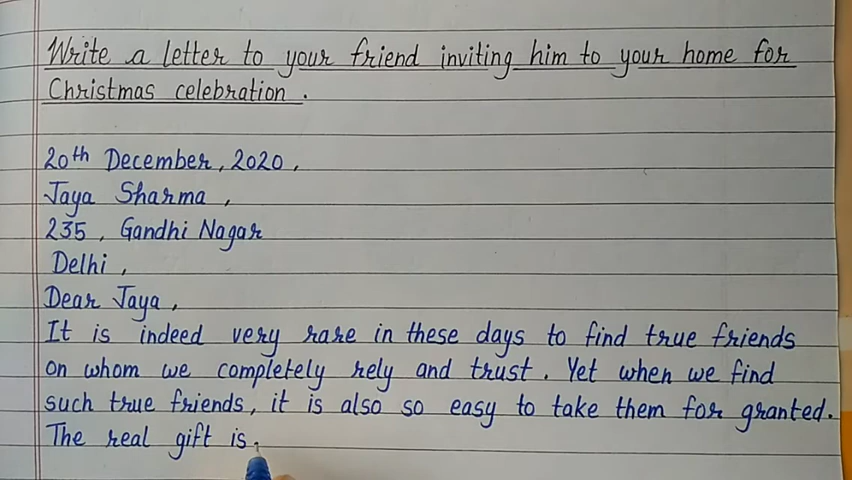 Write a letter to your friend inviting him to your home for
Christmas celebration.
20th December, 2020,
Jaya Sharma,
235, Gandhi Nagar
Delhi,
Dear Jaya,
It is indeed very rare in these days to find true friends
on whom we completely rely and trust. Yet when we find
such true friends, it is also so easy to take them for granted.
The real gift is